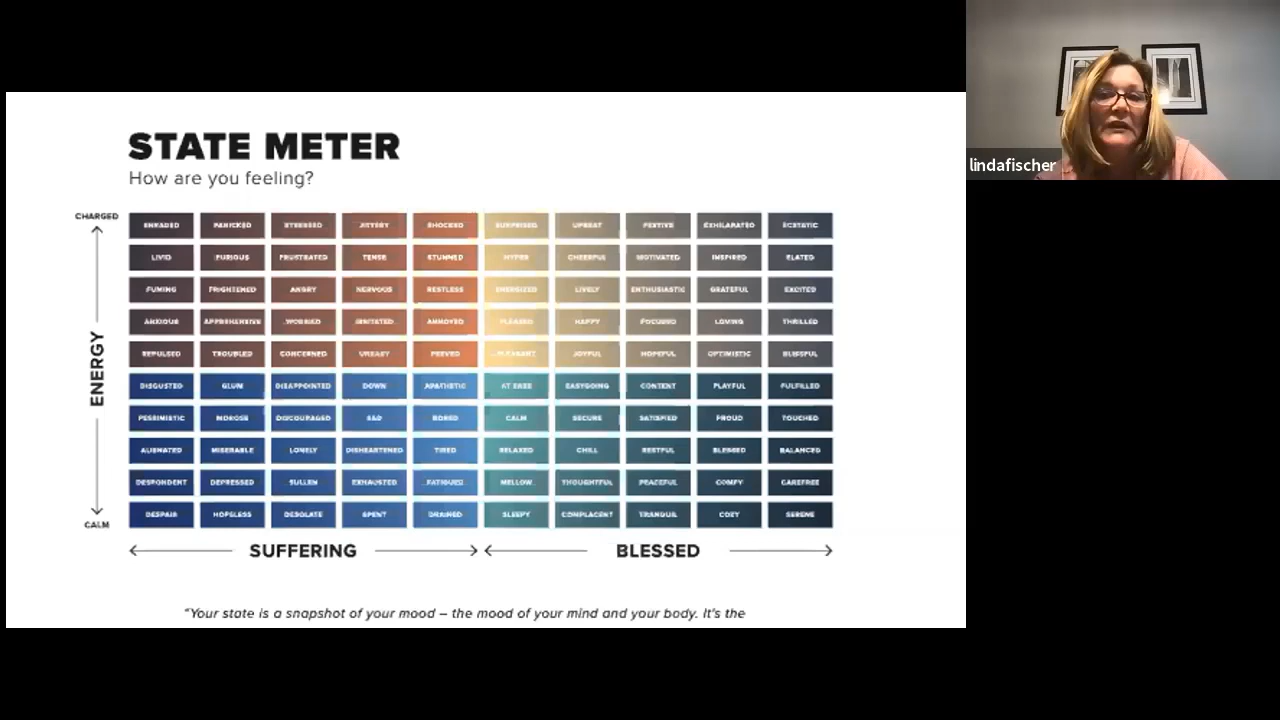 STATE METER
How are you feeling?
lindafischer
CHARGED
ENRAGED PANICKED STRESSED JITTERY SHOCKED SURPRISED UPBEAT FESTIVE EXHILARATED ECSTATIC
LIVID FURIOUS FRUSTRATED TENSE STUNNED HYPER CHEERFUL MOTIVATED INSPIRED ELATED
FUMING FRIGHTENED ANGRY NERVOUS RESTLESS ENERGIZED LIVELY ENTHUSIASTIC GRATEFUL EXCITED
ANXIOUS APPREHENSIVE WORRIED IRRITATED ANNOYED PLEASED HAPPY FOCUSED LOVING THRILLED
REPULSED TROUBLED CONCERNED UNEASY PEEVED PLEASANT JOYFUL HOPEFUL OPTIMISTIC BLISSFUL
ENERGY
DISGUSTED GLUM DISAPPOINTED DOWN APATHETIC AT EASE EASYGOING CONTENT PLAYFUL FULFILLED
PESSIMISTIC MOROSE DISCOURAGED SAD BORED CALM SECURE SATISFIED PROUD TOUCHED
ALIENATED MISERABLE LONELY DISHEARTENED TIRED RELAXED CHILL RESTFUL BLESSED BALANCED
DESPONDENT DEPRESSED SULLEN EXHAUSTED FATIGUED MELLOW THOUGHTFUL PEACEFUL COMFY CAREFREE
DESPAIR HOPELESS DESOLATE SPENT DRAINED SLEEPY COMPLACENT TRANQUIL COZY SERENE
CALM
SUFFERING BLESSED
"Your state is a snapshot of your mood – the mood of your mind and your body. It's the